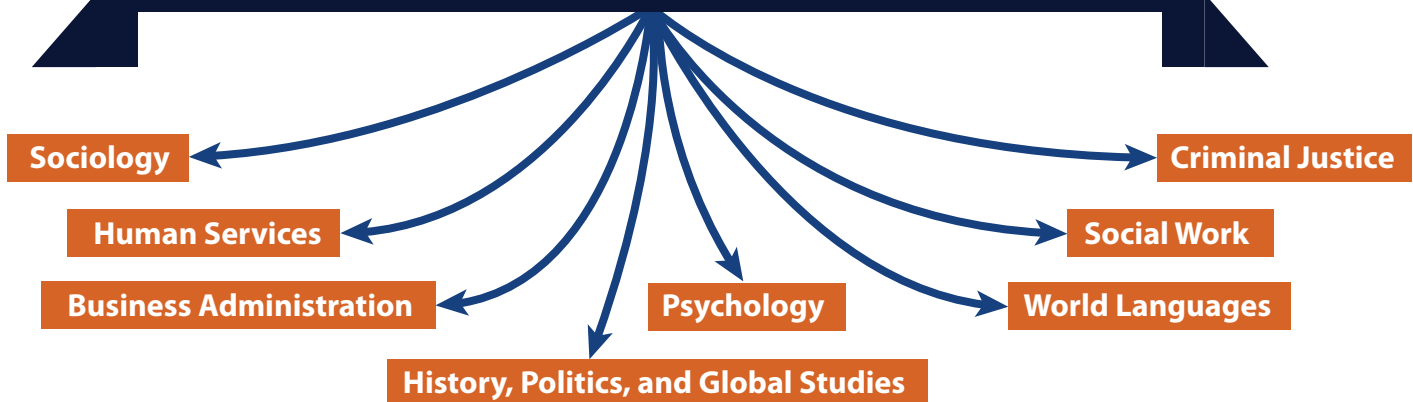 Sociology
Criminal Justice
Human Services
Social Work
Business Administration
Psychology
World Languages
History, Politics, and Global Studies